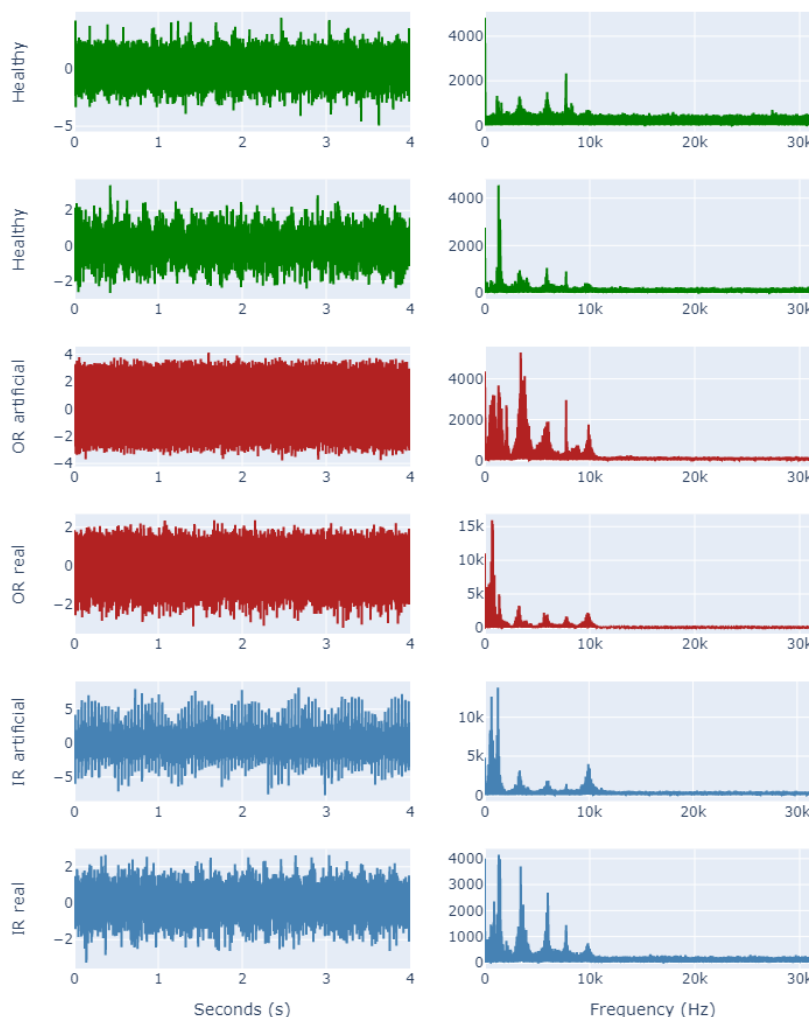 Healthy
0
−5
0 1 2 3 4
4000
2000
0
0 10k 20k 30k
Healthy
2
0
−2
0 1 2 3 4
4000
2000
0
0 10k 20k 30k
OR artificial
4
2
0
−2
−4
0 1 2 3 4
4000
2000
0
0 10k 20k 30k
OR real
2
0
−2
0 1 2 3 4
15k
10k
5k
0
0 10k 20k 30k
IR artificial
5
0
−5
0 1 2 3 4
10k
5k
0
0 10k 20k 30k
IR real
2
0
−2
0 1 2 3 4
Seconds (s)
4000
3000
2000
1000
0
0 10k 20k 30k
Frequency (Hz)